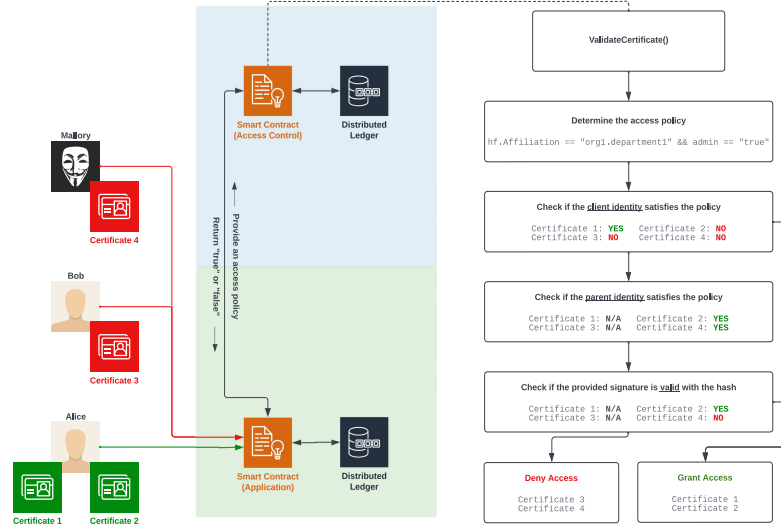 Mallory
Certificate 4
Bob
Certificate 3
Alice
Certificate 1
Certificate 2
Smart Contract
(Access Control)
Distributed
Ledger
Return "true" or "false"
Provide an access policy
Smart Contract
(Application)
Distributed
Ledger
ValidateCertificate()
Determine the access policy
hf.Affiliation == "org1.department1" && admin == "true"
Check if the client identity satisfies the policy
Certificate 1: YES Certificate 2: NO
Certificate 3: NO Certificate 4: NO
Check if the parent identity satisfies the policy
Certificate 1: N/A Certificate 2: YES
Certificate 3: N/A Certificate 4: YES
Check if the provided signature is valid with the hash
Certificate 1: N/A Certificate 2: YES
Certificate 3: N/A Certificate 4: NO
Deny Access
Certificate 3
Certificate 4
Grant Access
Certificate 1
Certificate 2